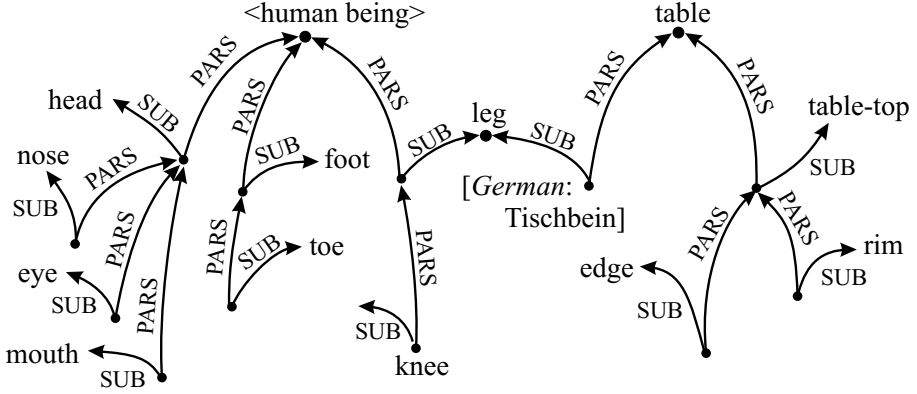 <human being>
table
PARS
PARS
PARS
PARS
PARS
head
SUB
leg
table-top
nose
PARS
SUB
foot
SUB
SUB
SUB
SUB
PARS
[German:
Tischbein]
PARS
PARS
PARS
eye
SUB
PARS
PARS
SUB
toe
edge
SUB
rim
SUB
mouth
SUB
SUB
knee